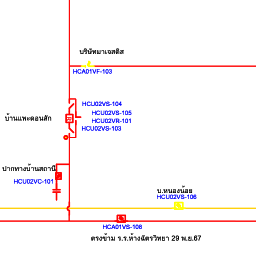 บริษัทมาเจสติส
HCA01VF-103
HCU02VS-104
HCU02VS-105
บ้านแพะดอนสัก
HCU02VR-101
HCU02VS-103
ปากทางบ้านสถานี
HCU02VC-101
บ.หนองน้อย
HCU02VS-106
HCA01VS-108
ตรงข้าม ร.ร.ห้างฉัตรวิทยา 29 พ.ย.67